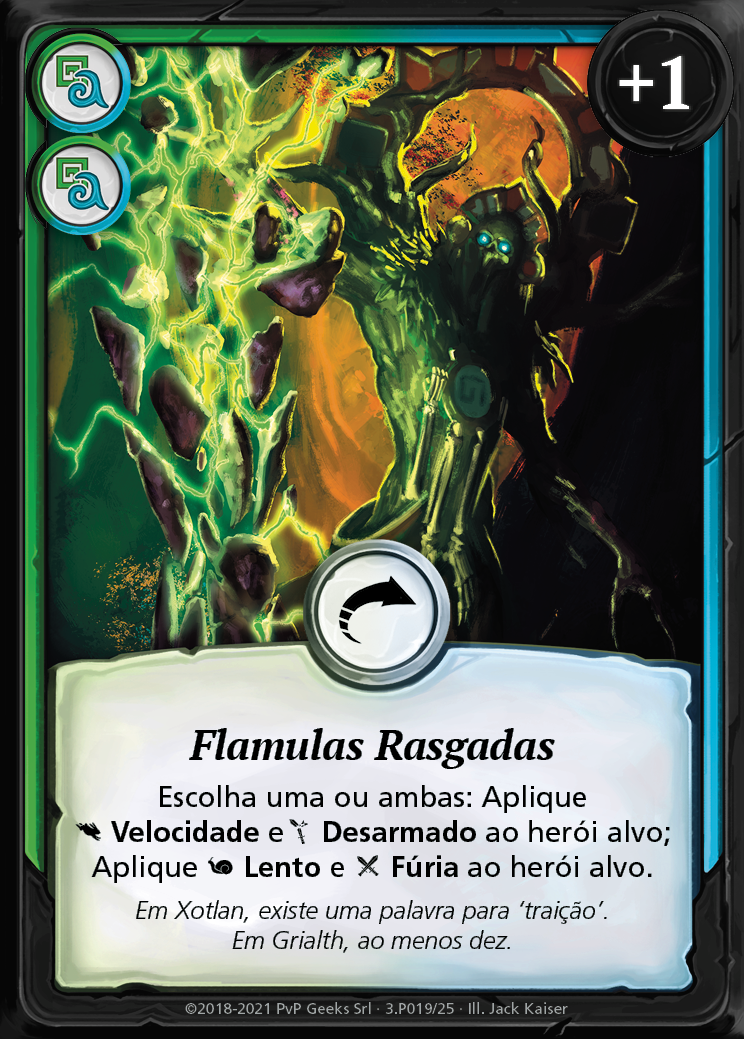 +1
Flamulas Rasgadas
Escolha uma ou ambas: Aplique
Velocidade e Desarmado ao herói alvo;
Aplique Lento e Fúria ao herói alvo.
Em Xotlan, existe uma palavra para ‘traição’.
Em Grialth, ao menos dez.
©2018-2021 PvP Geeks Srl · 3.P019/25 · Ill. Jack Kaiser